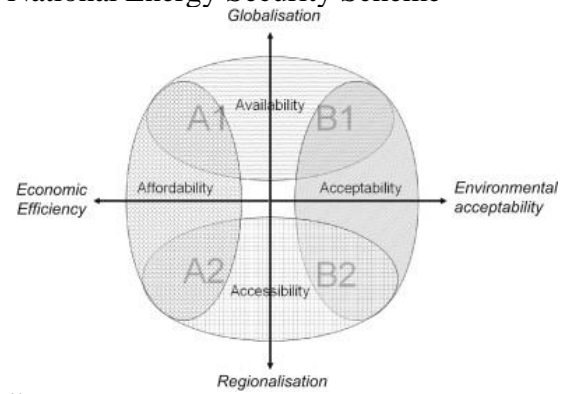 National Energy Security Scheme
Globalisation
A1 Availability B1
Economic Affordability Acceptability Environmental
Efficiency acceptability
A2 B2
Accessibility
Regionalisation